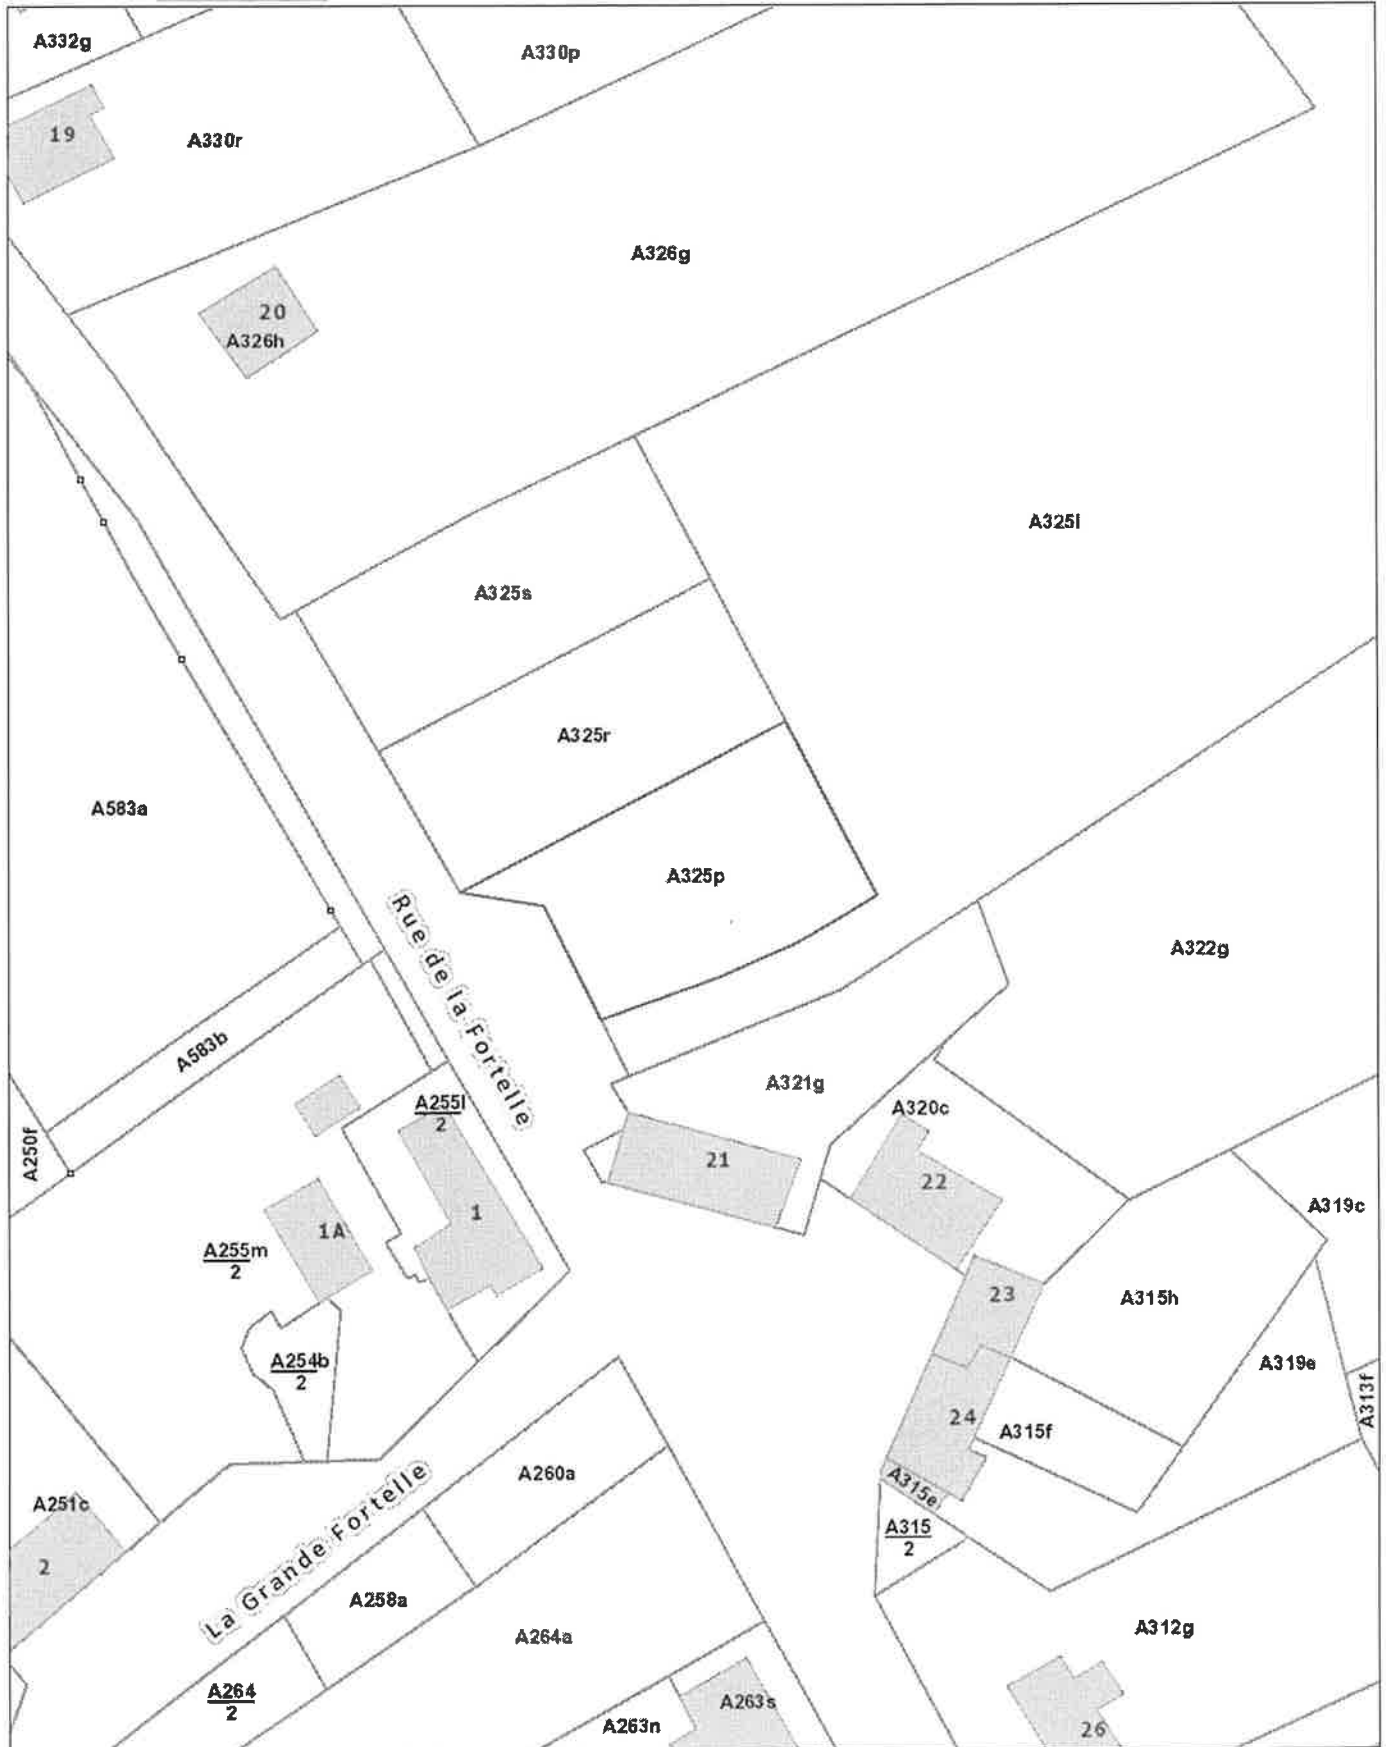 A332g
A330p
19
A330r
A326g
20
A326h
A325l
A325s
A325r
A583a
A325p
Rue de la Fortelle
A322g
A583b
A321g
A255l
2
A320c
A250f
21
22
1
1A
A319c
A255m
2
23
A315h
A254b
2
A319e
A313f
24
A315f
A260a
A315e
A251c
La Grande Fortelle
A315
2
2
A258a
A312g
A264a
A264
2
A263s
A263n
26